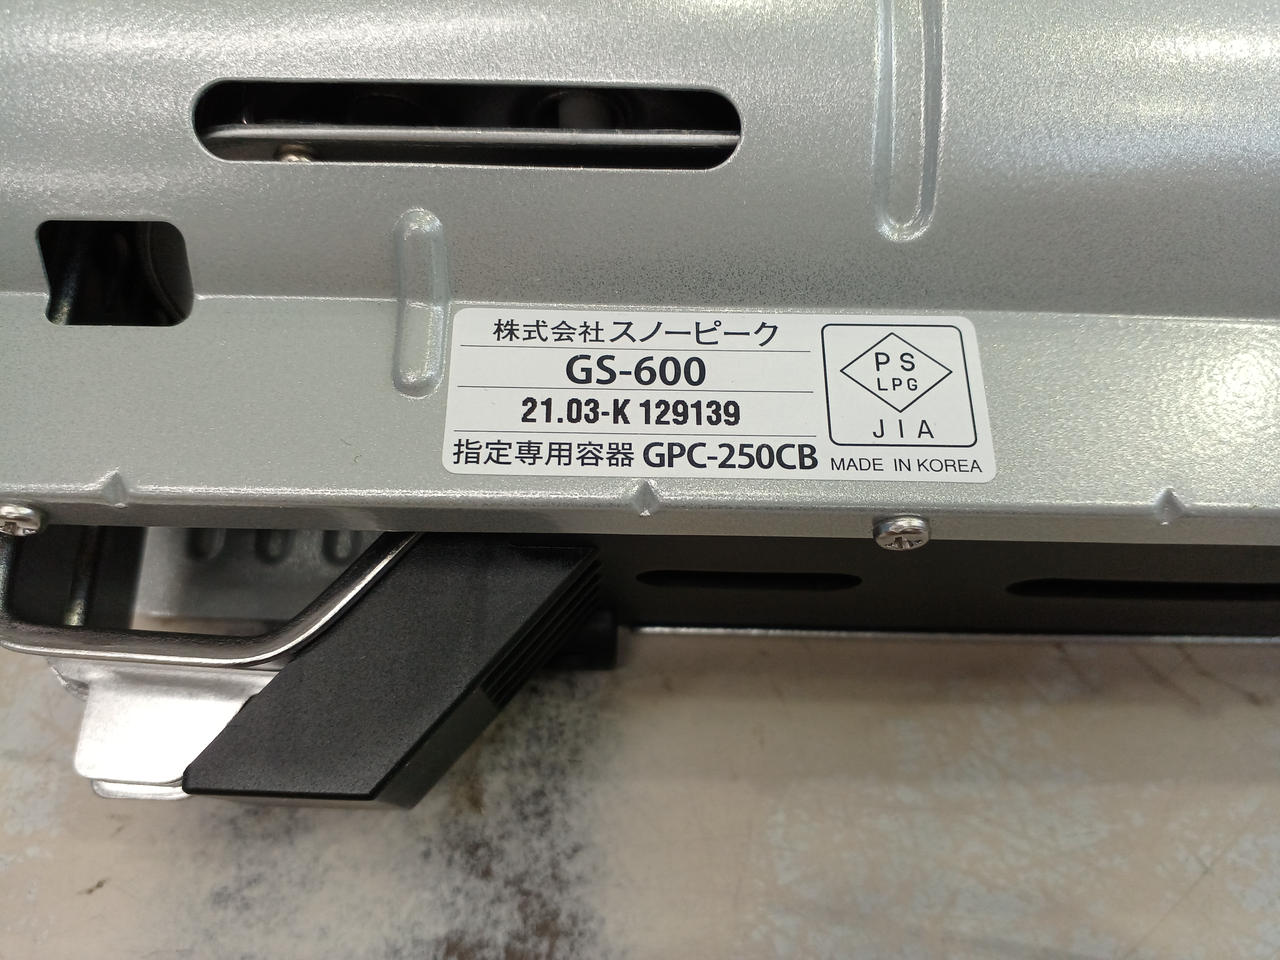 株式会社スノーピーク
GS-600
21.03-K 129139
指定専用容器 GPC-250CB
PS
LPG
JIA
MADE IN KOREA